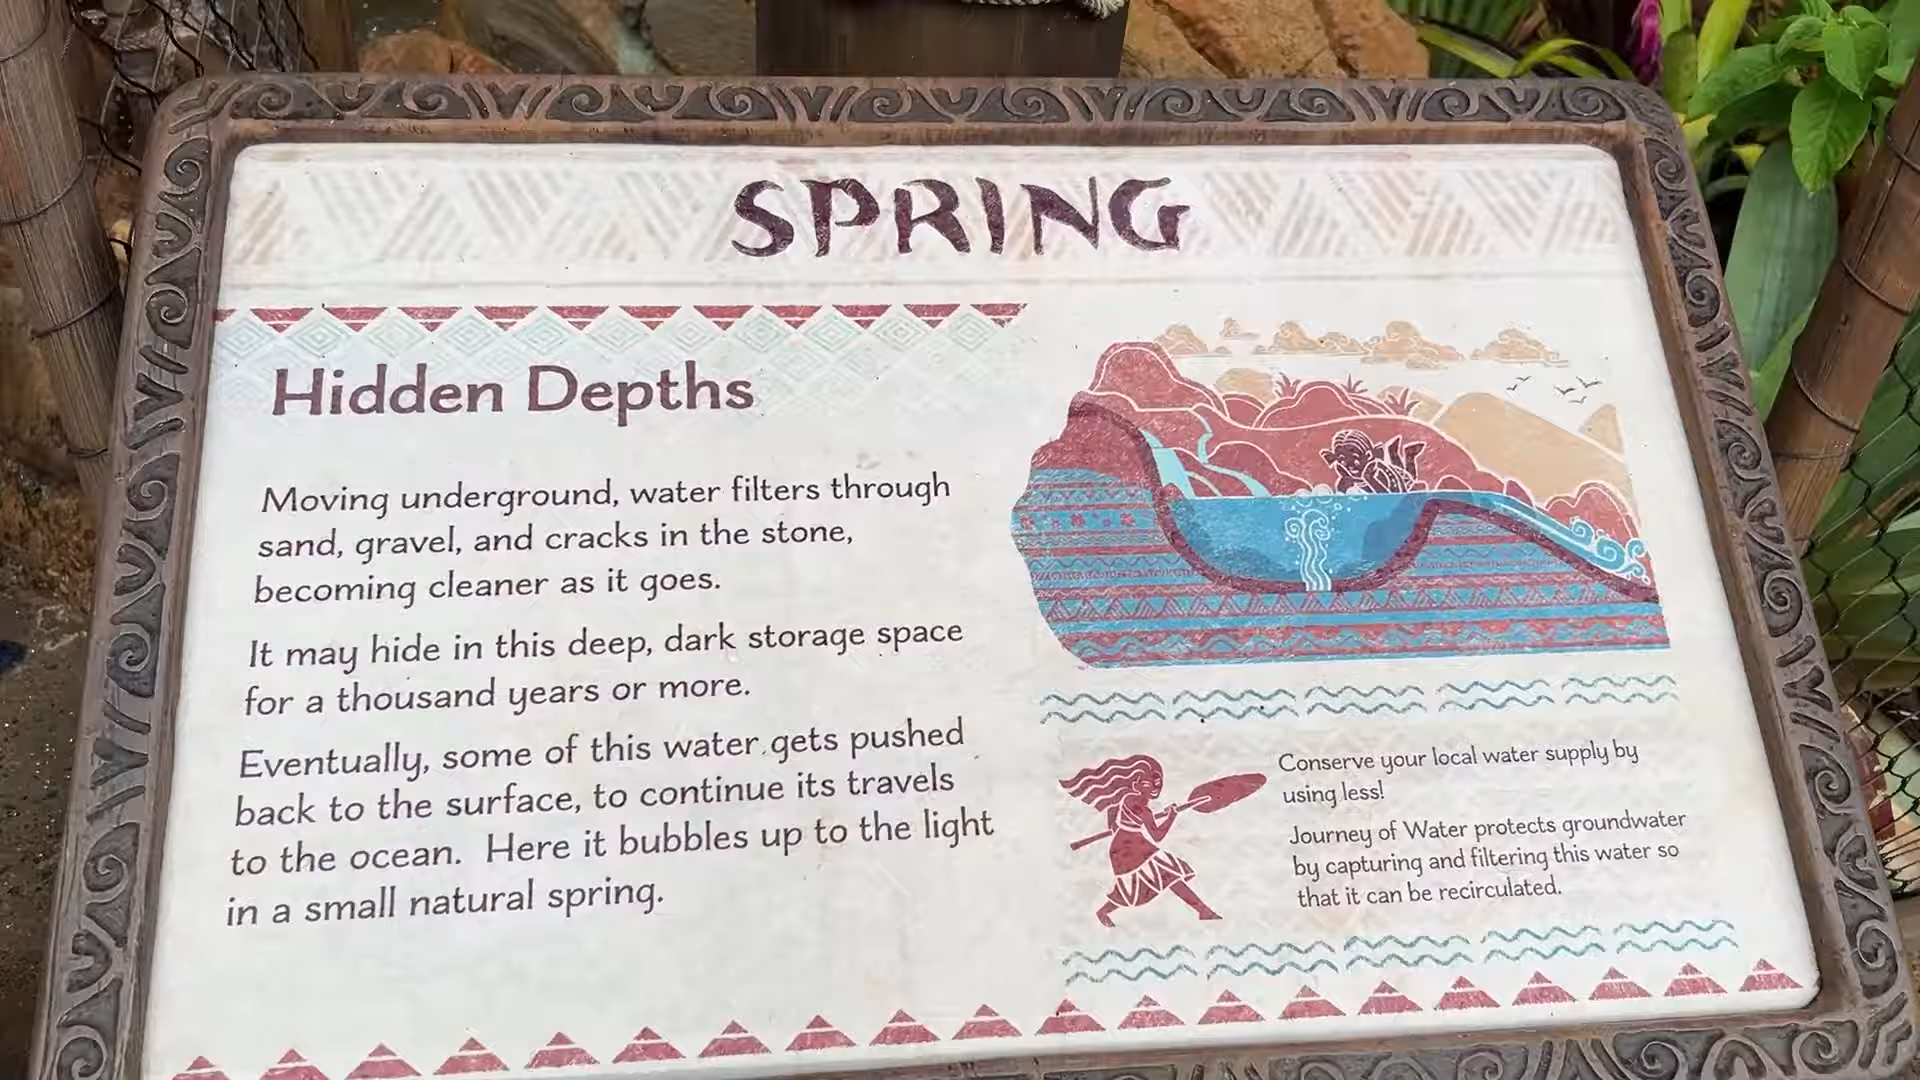 SPRING
Hidden Depths
Moving underground, water filters through
sand, gravel, and cracks in the stone,
becoming cleaner as it goes.
It may hide in this deep, dark storage space
for a thousand years or more.
Eventually, some of this water gets pushed
back to the surface, to continue its travels
to the ocean. Here it bubbles up to the light
in a small natural spring.
Conserve your local water supply by
using less!
Journey of Water protects groundwater
by capturing and filtering this water so
that it can be recirculated.